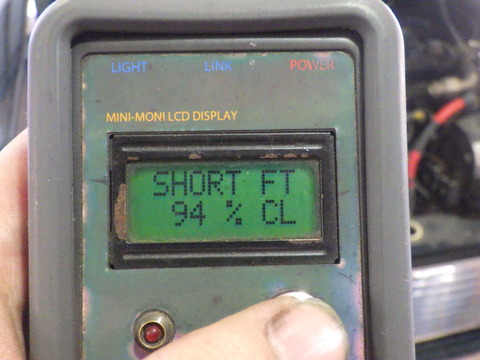 LIGHT LINK POWER
MINI-MONI LCD DISPLAY
SHORT FT
94 % CL